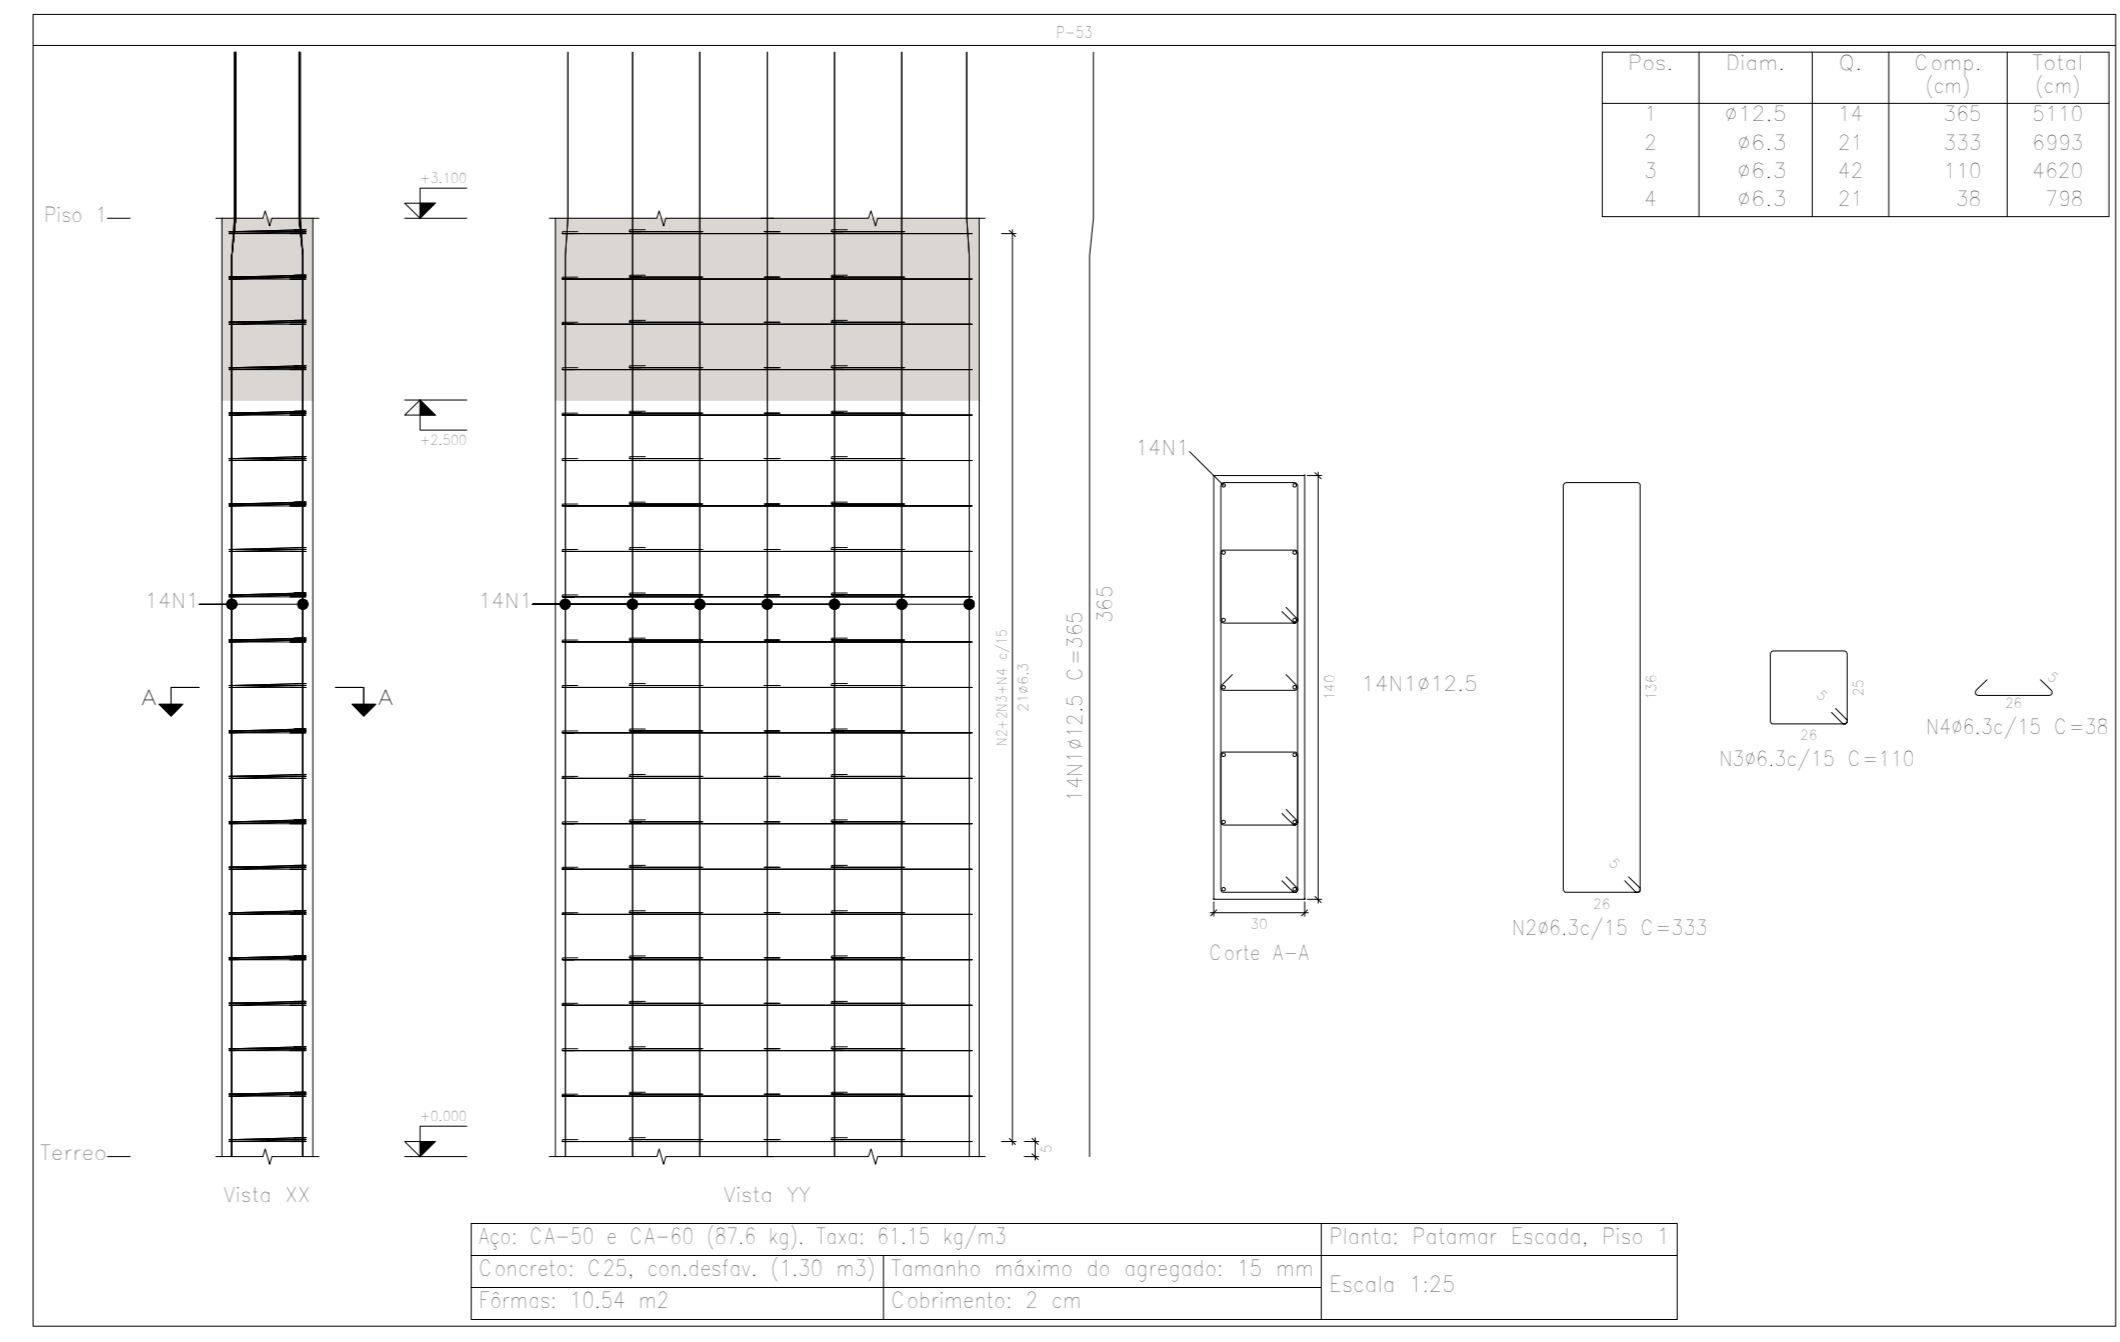 P-53
Pos. Diam. Q. Comp. (cm) Total (cm)
1 ø12.5 14 365 5110
2 ø6.3 21 333 6993
3 ø6.3 42 110 4620
4 ø6.3 21 38 798
+3.100
Piso 1
+2.500
14N1
14N1
A
A
+0.000
Terreo
Vista XX
Vista YY
N2+2N3+N4 c/15
21ø6.3
5
14N1ø12.5 C=365
365
14N1
140
14N1ø12.5
30
Corte A-A
136
5
26
N2ø6.3c/15 C=333
5
25
26
N3ø6.3c/15 C=110
5
26
N4ø6.3c/15 C=38
Aço: CA-50 e CA-60 (87.6 kg). Taxa: 61.15 kg/m3
Planta: Patamar Escada, Piso 1
Concreto: C25, con.desfav. (1.30 m3)
Tamanho máximo do agregado: 15 mm
Escala 1:25
Fôrmas: 10.54 m2
Cobrimento: 2 cm